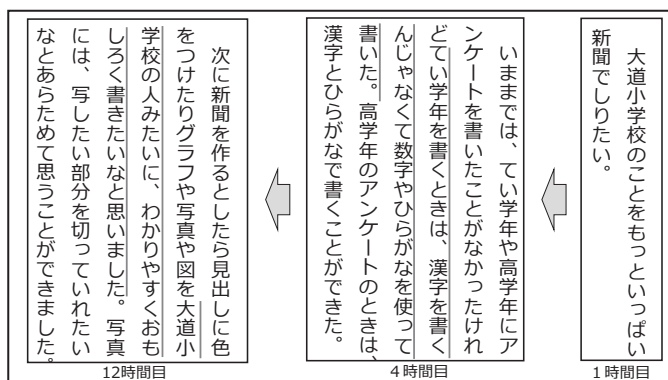 大道小学校のことをもっといっぱい
新聞でしりたい。
1時間目
いままでは、てい学年や高学年にア
ンケートを書いたことがなかったけれ
どてい学年を書くときは、漢字を書く
んじゃなくて数字やひらがなを使って
書いた。高学年のアンケートのときは、
漢字とひらがなで書くことができた。
4時間目
次に新聞を作るとしたら見出しに色
をつけたりグラフや写真や図を大道小
学校の人みたいに、わかりやすくおも
しろく書きたいなと思いました。写真
には、写したい部分を切っていれたい
なとあらためて思うことができました。
12時間目